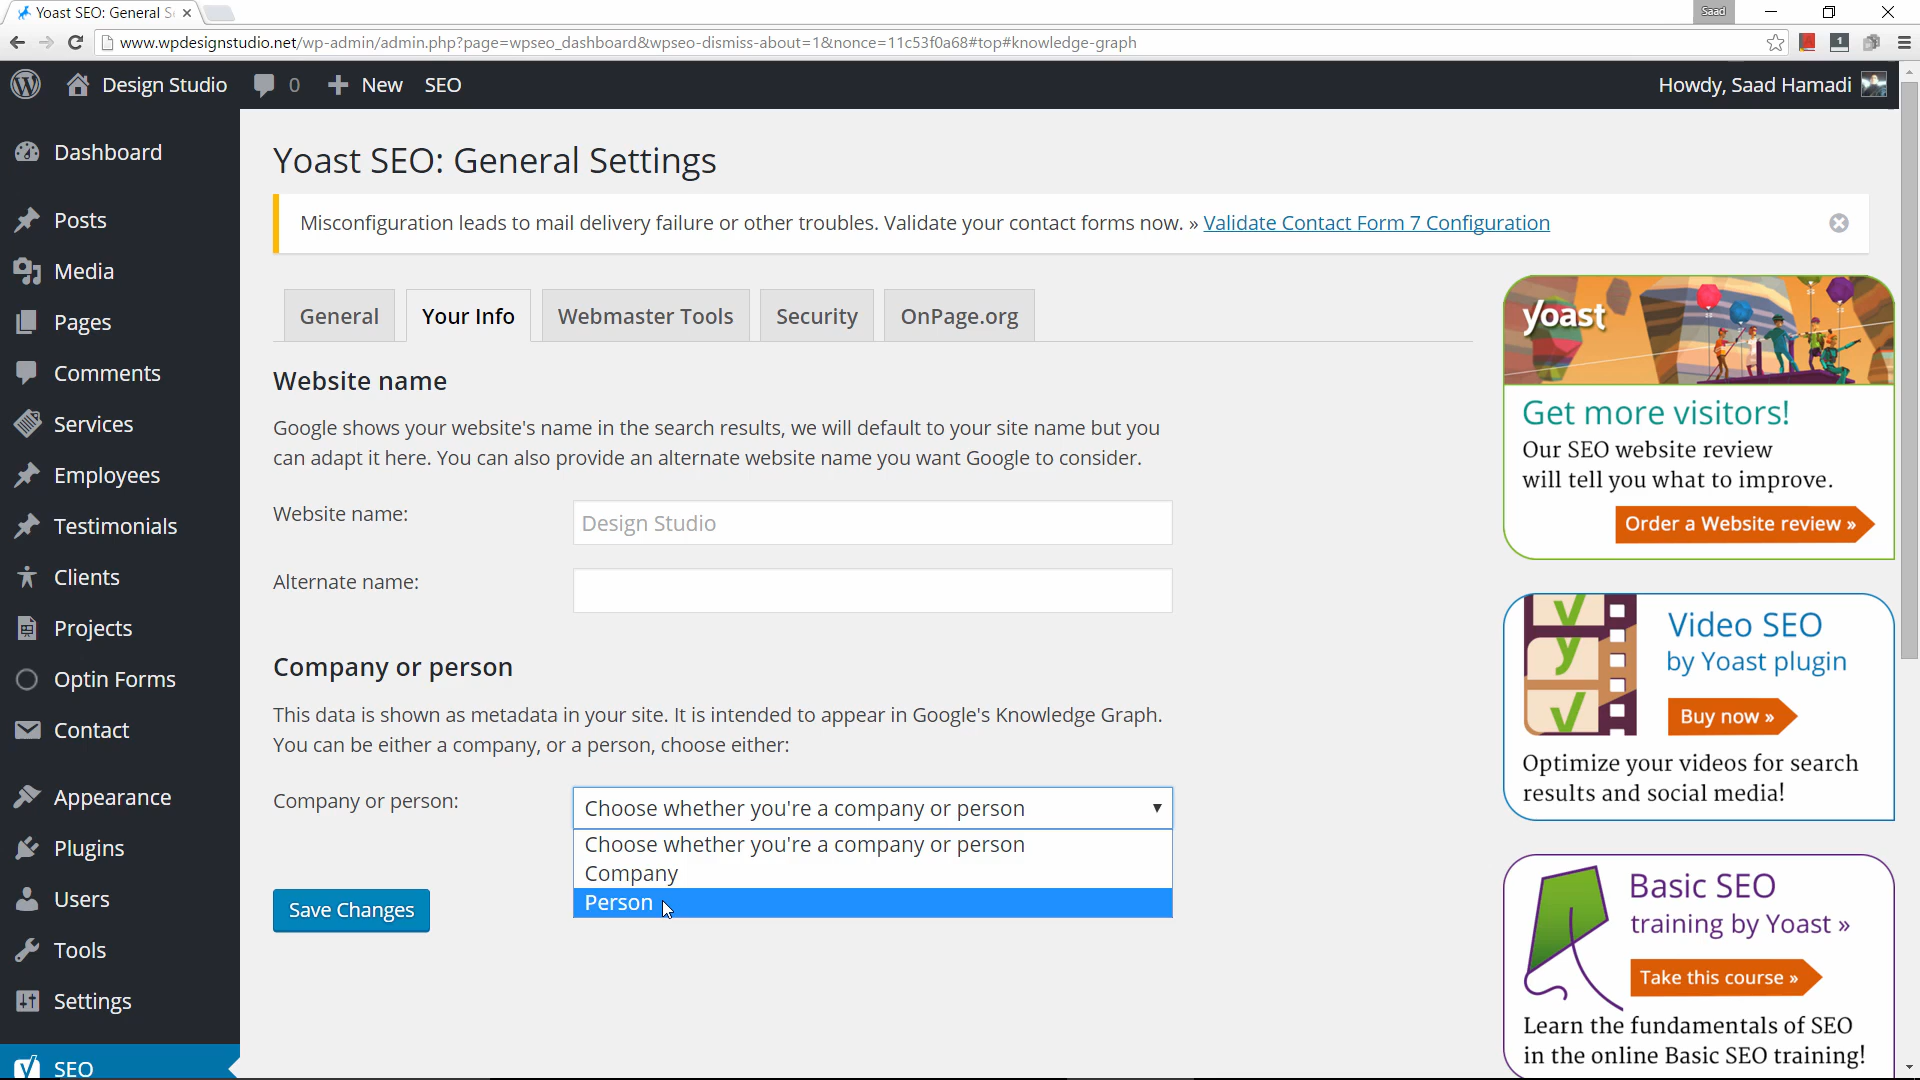 Yoast SEO: General S
Saad
www.wpdesignstudio.net/wp-admin/admin.php?page=wpseo_dashboard&wpseo-dismiss-about=1&nonce=11c53f0a68#top#knowledge-graph
1
Design Studio
0
New
SEO
Howdy, Saad Hamadi
Dashboard
Posts
Media
Pages
Comments
Services
Employees
Testimonials
Clients
Projects
Optin Forms
Contact
Appearance
Plugins
Users
Tools
Settings
SEO
Yoast SEO: General Settings
Misconfiguration leads to mail delivery failure or other troubles. Validate your contact forms now. » Validate Contact Form 7 Configuration
General
Your Info
Webmaster Tools
Security
OnPage.org
Website name
Google shows your website's name in the search results, we will default to your site name but you
can adapt it here. You can also provide an alternate website name you want Google to consider.
Website name:
Design Studio
Alternate name:
Company or person
This data is shown as metadata in your site. It is intended to appear in Google's Knowledge Graph.
You can be either a company, or a person, choose either:
Company or person:
Choose whether you're a company or person
Choose whether you're a company or person
Company
Person
Save Changes
yoast
Get more visitors!
Our SEO website review
will tell you what to improve.
Order a Website review »
Video SEO
by Yoast plugin
Buy now »
Optimize your videos for search
results and social media!
Basic SEO
training by Yoast »
Take this course »
Learn the fundamentals of SEO
in the online Basic SEO training!